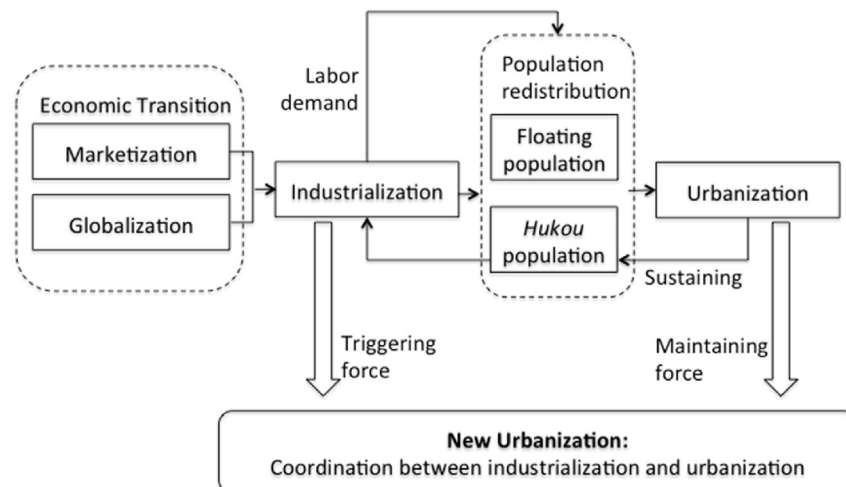 Economic Transition
Marketization
Globalization
Labor
demand
Industrialization
Population
redistribution
Floating
population
Hukou
population
Urbanization
Sustaining
Triggering
force
Maintaining
force
New Urbanization:
Coordination between industrialization and urbanization